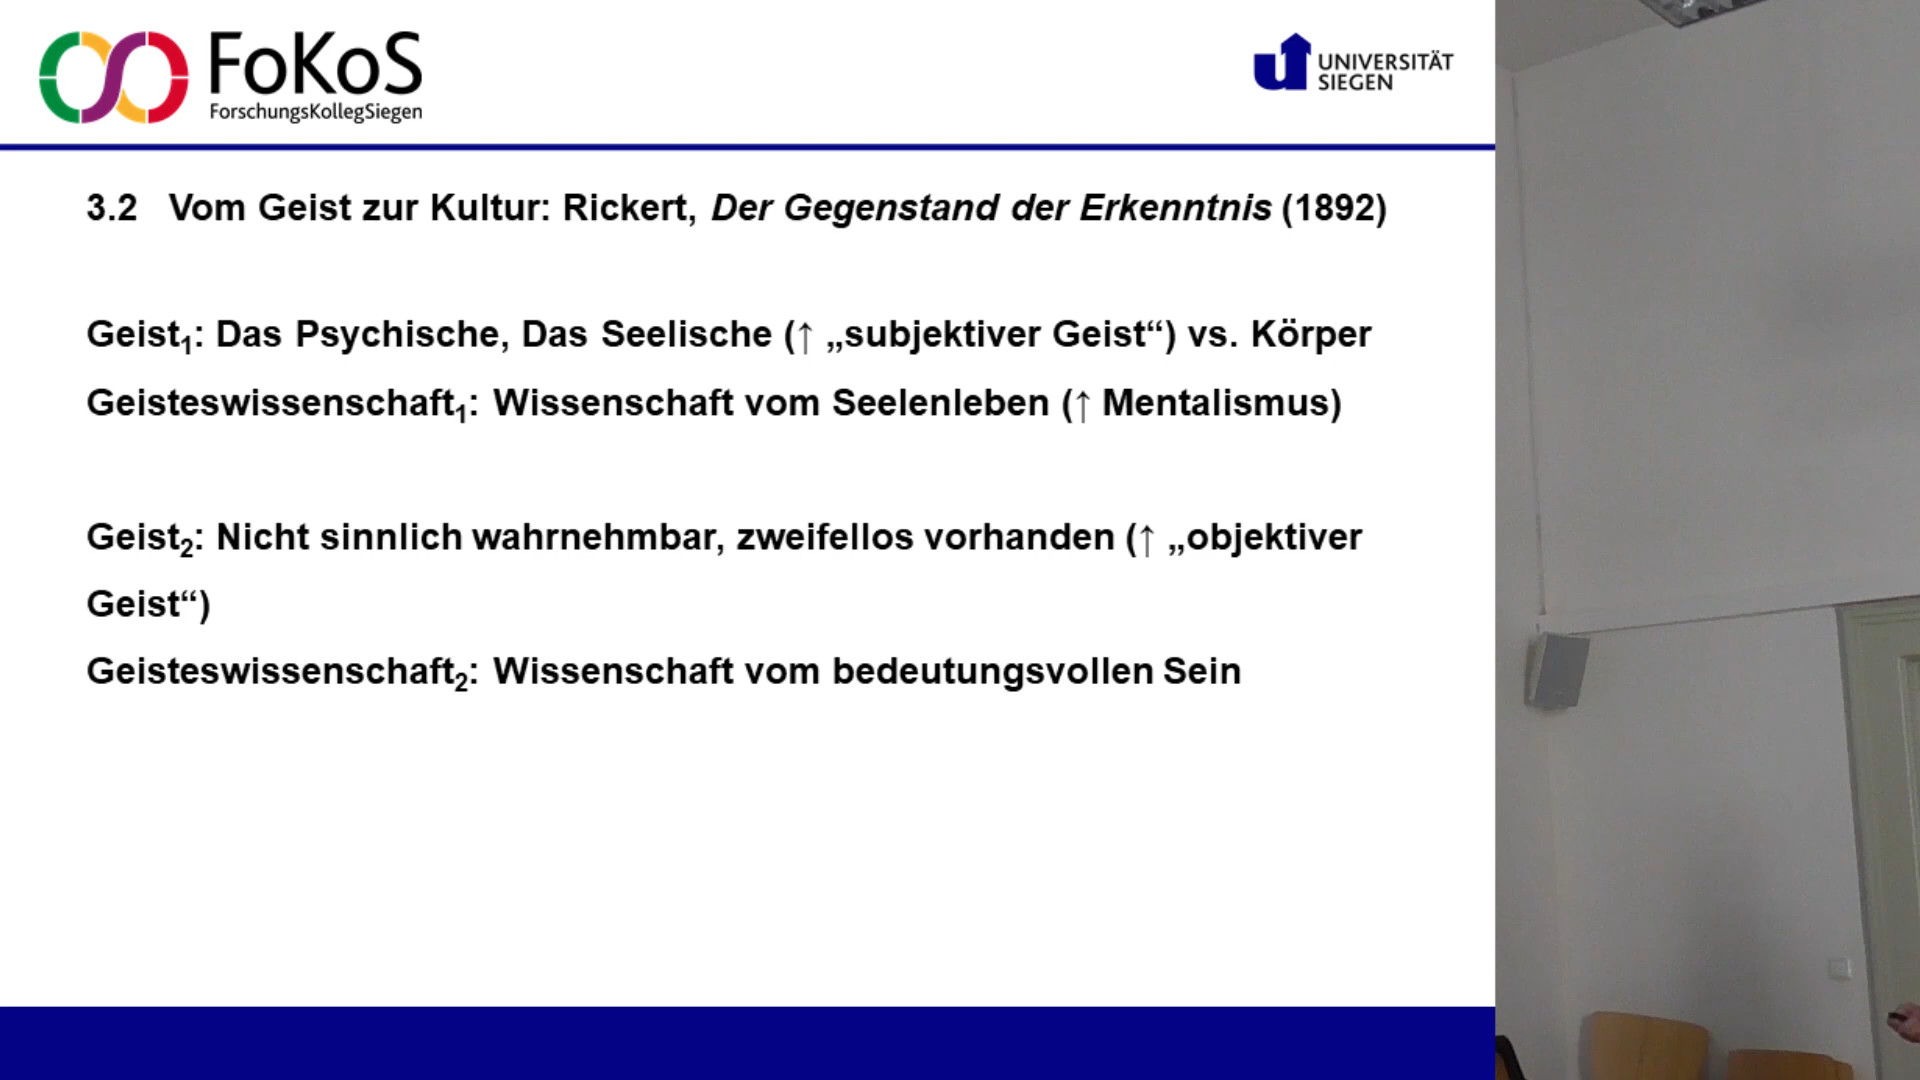 FoKoS
ForschungsKollegSiegen
UNIVERSITÄT
SIEGEN
3.2 Vom Geist zur Kultur: Rickert, Der Gegenstand der Erkenntnis (1892)
Geist₁: Das Psychische, Das Seelische (↑ „subjektiver Geist“) vs. Körper
Geisteswissenschaft₁: Wissenschaft vom Seelenleben (↑ Mentalismus)
Geist₂: Nicht sinnlich wahrnehmbar, zweifellos vorhanden (↑ „objektiver
Geist“)
Geisteswissenschaft₂: Wissenschaft vom bedeutungsvollen Sein